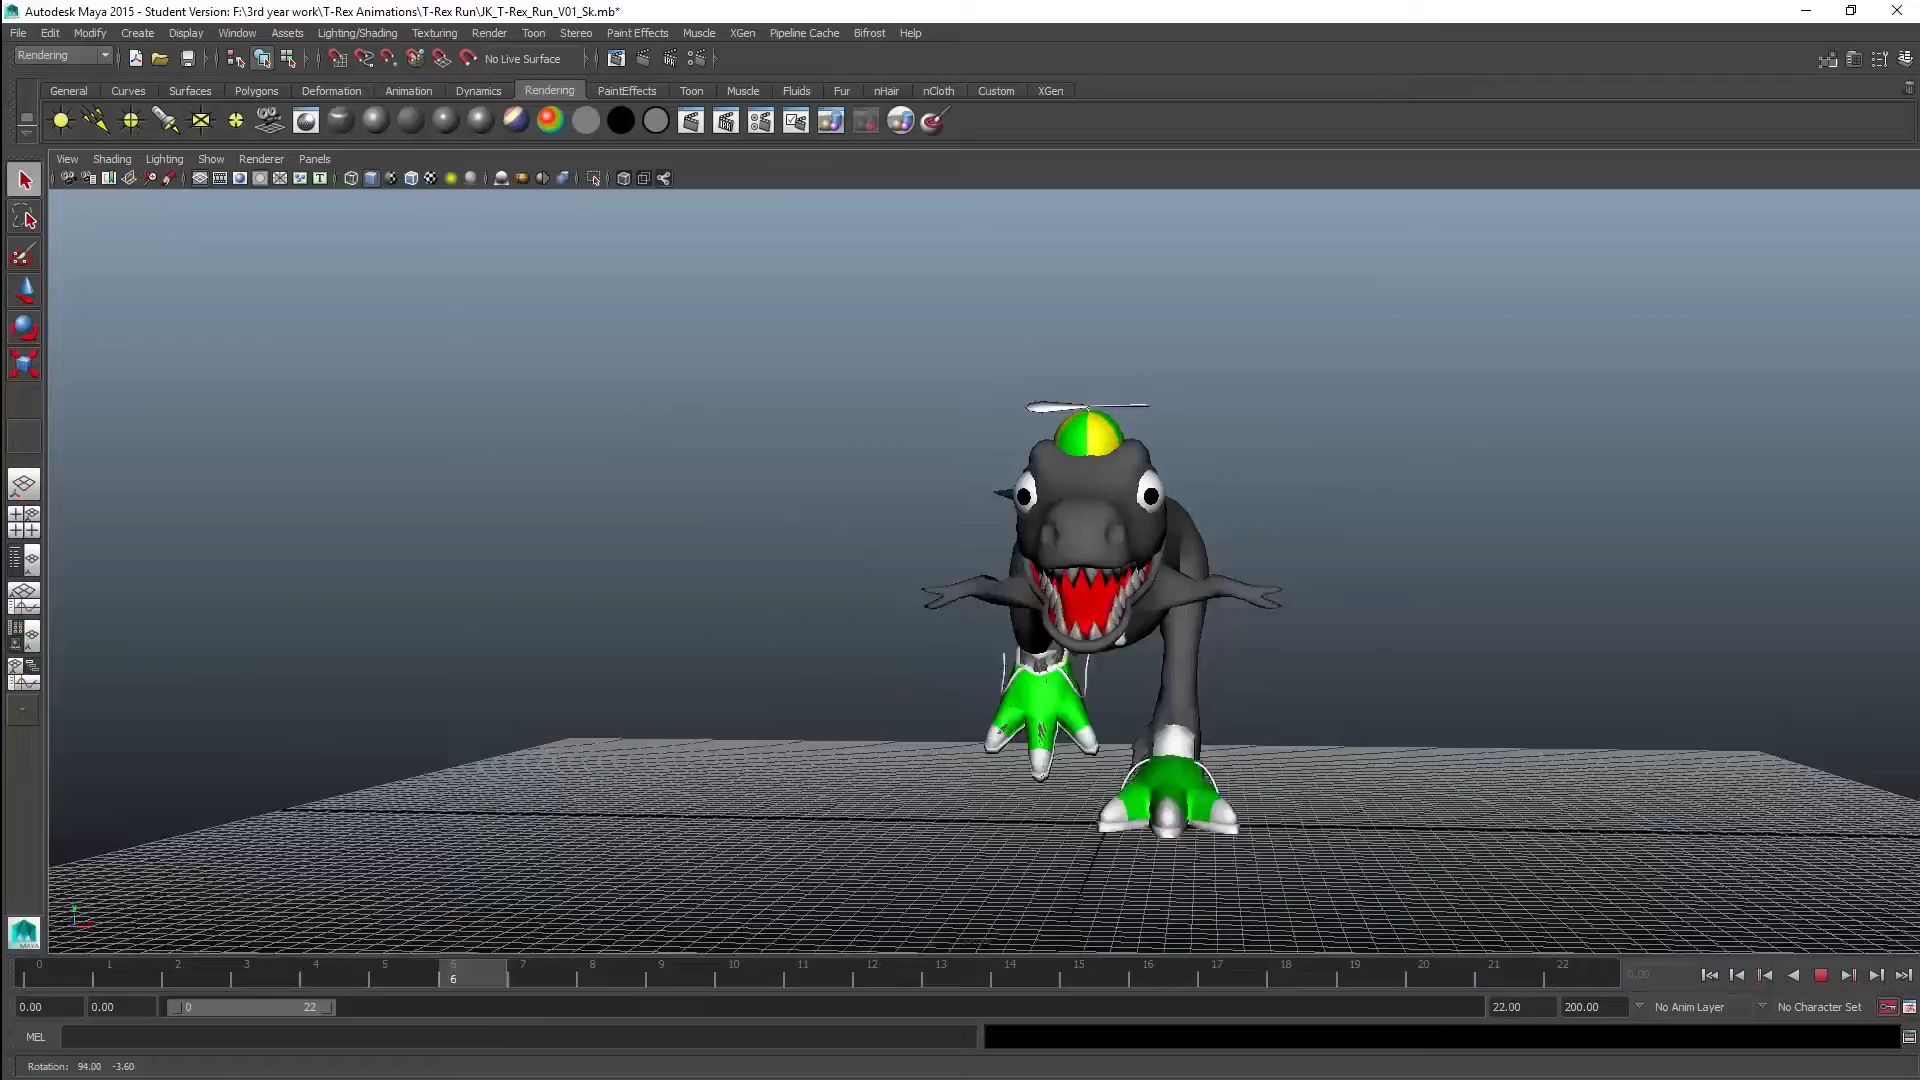 Autodesk Maya 2015 - Student Version: F:\3rd year work\T-Rex Animations\T-Rex Run\JK_T-Rex_Run_V01_Sk.mb*
File Edit Modify Create Display Window Assets Lighting/Shading Texturing Render Toon Stereo Paint Effects Muscle XGen Pipeline Cache Bifrost Help
Rendering No Live Surface
General Curves Surfaces Polygons Deformation Animation Dynamics Rendering PaintEffects Toon Muscle Fluids Fur nHair nCloth Custom XGen
View Shading Lighting Show Renderer Panels
0 1 2 3 4 5 6 7 8 9 10 11 12 13 14 15 16 17 18 19 20 21 22
6 0.00
0.00 0.00 0 22 22.00 200.00 No Anim Layer No Character Set
MEL
Rotation: 94.00 -3.60